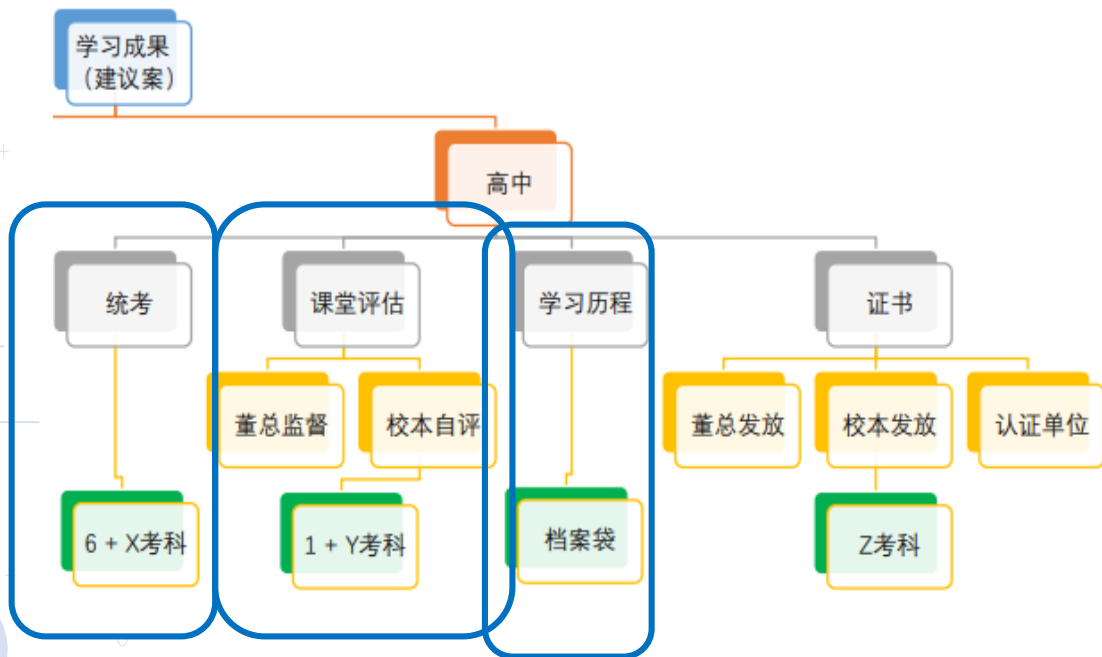 学习成果
（建议案）
高中
统考
课堂评估
学习历程
证书
董总监督
校本自评
董总发放
校本发放
认证单位
6 + X考科
1 + Y考科
档案袋
Z考科